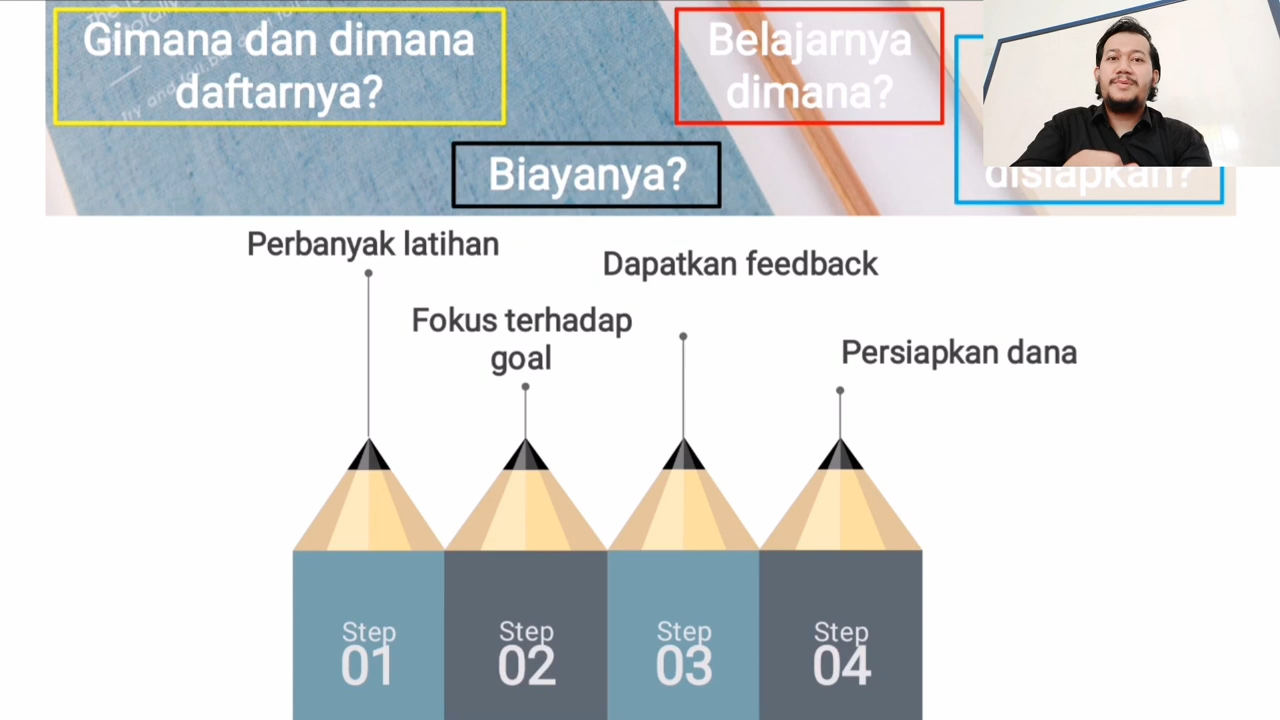 Gimana dan dimana
daftarnya?
Belajarnya
dimana?
Biayanya?
disiapkan?
Perbanyak latihan
Dapatkan feedback
Fokus terhadap
goal
Persiapkan dana
Step
01
Step
02
Step
03
Step
04